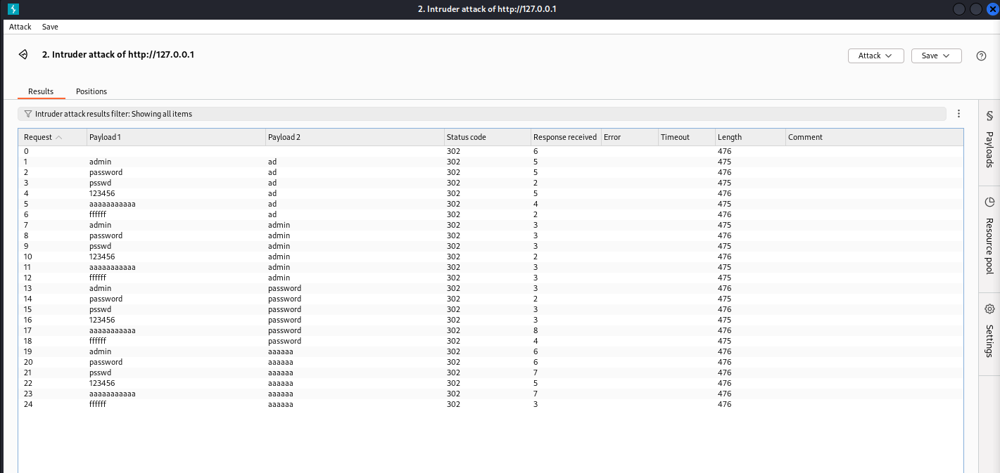 2. Intruder attack of http://127.0.0.1
Attack Save
2. Intruder attack of http://127.0.0.1
Attack Save
Results Positions
Intruder attack results filter: Showing all items
Request Payload 1 Payload 2 Status code Response received Error Timeout Length Comment
0 302 6 476
1 admin ad 302 5 475
2 password ad 302 5 476
3 psswd ad 302 2 475
4 123456 ad 302 5 476
5 aaaaaaaaaaa ad 302 4 475
6 ffffff ad 302 2 476
7 admin admin 302 3 475
8 password admin 302 3 476
9 psswd admin 302 3 475
10 123456 admin 302 2 476
11 aaaaaaaaaaa admin 302 3 475
12 ffffff admin 302 3 475
13 admin password 302 3 476
14 password password 302 2 475
15 psswd password 302 3 476
16 123456 password 302 3 475
17 aaaaaaaaaaa password 302 8 476
18 ffffff password 302 4 475
19 admin aaaaaa 302 6 476
20 password aaaaaa 302 6 476
21 psswd aaaaaa 302 7 476
22 123456 aaaaaa 302 5 476
23 aaaaaaaaaaa aaaaaa 302 7 476
24 ffffff aaaaaa 302 3 476
Payloads
Resource pool
Settings